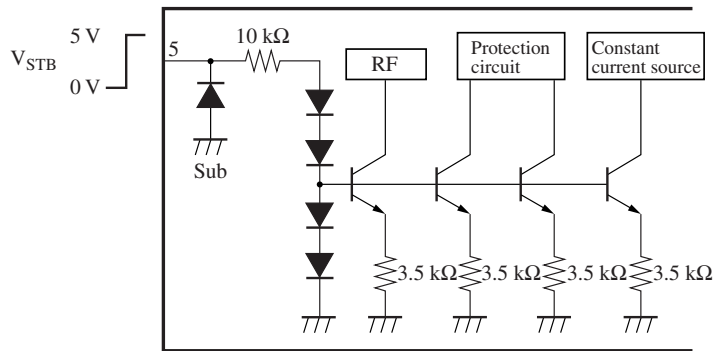 5 V
V_STB
0 V
5
10 kΩ
Sub
RF
Protection
circuit
Constant
current source
3.5 kΩ
3.5 kΩ
3.5 kΩ
3.5 kΩ